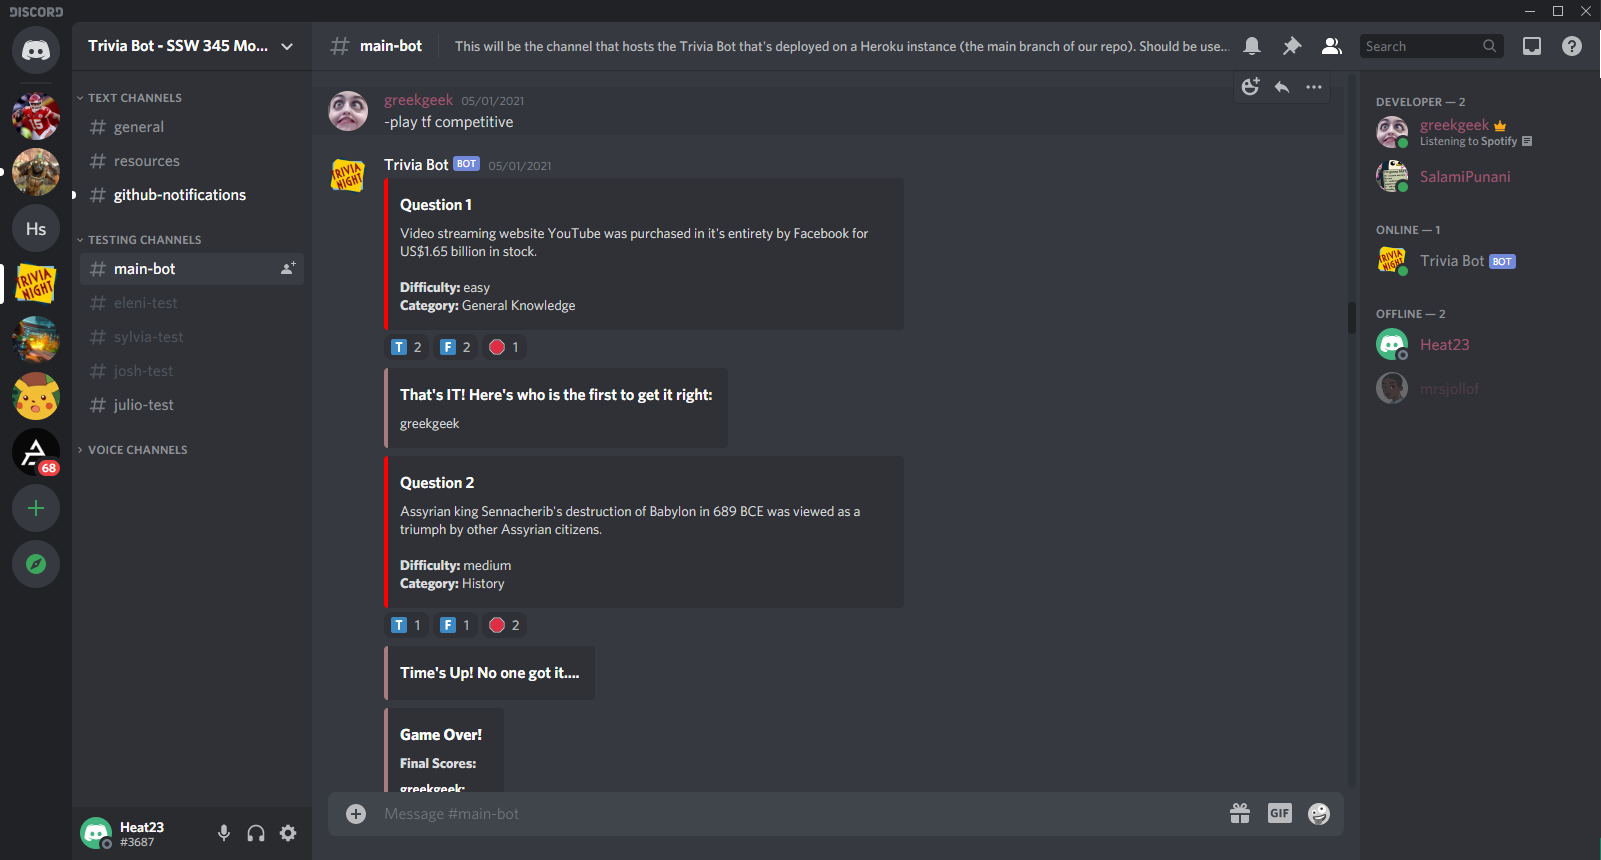 DISCORD
Trivia Bot - SSW 345 Mo...
main-bot
This will be the channel that hosts the Trivia Bot that's deployed on a Heroku instance (the main branch of our repo). Should be use...
Search
TEXT CHANNELS
general
resources
github-notifications
TESTING CHANNELS
main-bot
eleni-test
sylvia-test
josh-test
julio-test
VOICE CHANNELS
Hs
TRIVIA
NIGHT
68
Heat23
#3687
greekgeek 05/01/2021
-play tf competitive
TRIVIA
NIGHT
Trivia Bot BOT 05/01/2021
Question 1
Video streaming website YouTube was purchased in it's entirety by Facebook for
US$1.65 billion in stock.
Difficulty: easy
Category: General Knowledge
T 2 F 2 1
That's IT! Here's who is the first to get it right:
greekgeek
Question 2
Assyrian king Sennacherib's destruction of Babylon in 689 BCE was viewed as a
triumph by other Assyrian citizens.
Difficulty: medium
Category: History
T 1 F 1 2
Time's Up! No one got it....
Game Over!
Final Scores:
greekgeek:
Message #main-bot
GIF
DEVELOPER — 2
greekgeek
Listening to Spotify
SalamiPunani
ONLINE — 1
TRIVIA
NIGHT
Trivia Bot BOT
OFFLINE — 2
Heat23
mrsjollof